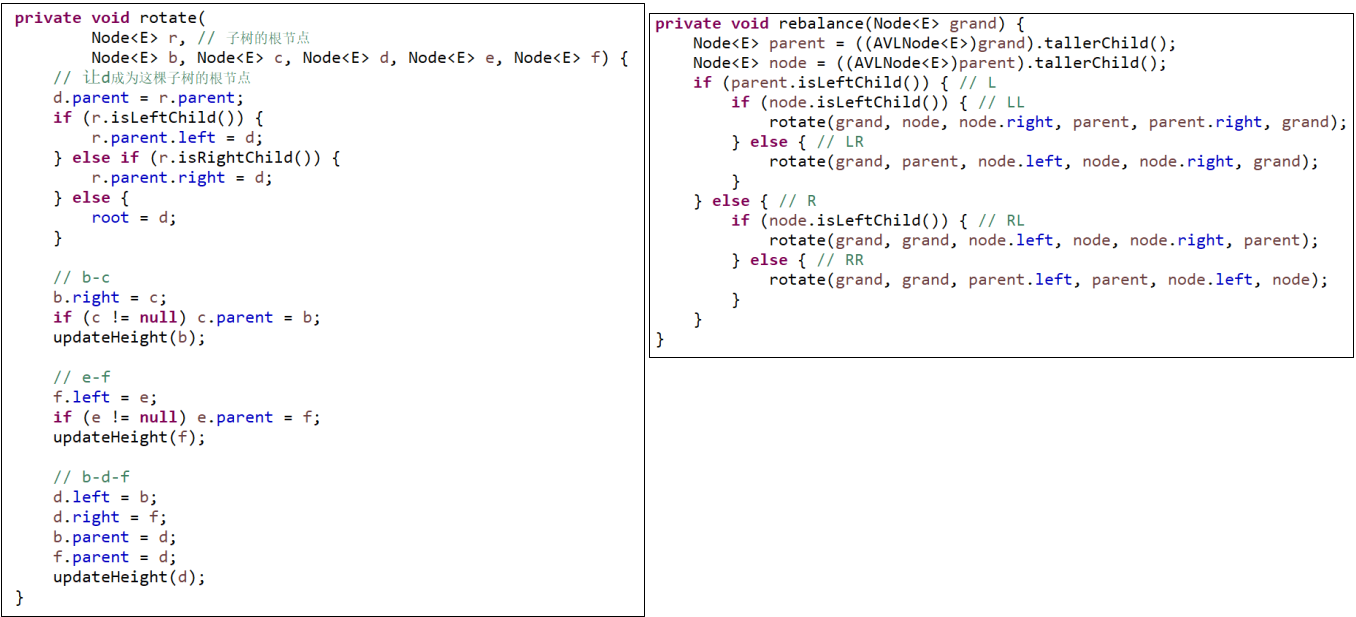 private void rotate(
        Node<E> r, // 子树的根节点
        Node<E> b, Node<E> c, Node<E> d, Node<E> e, Node<E> f) {
    // 让d成为这棵子树的根节点
    d.parent = r.parent;
    if (r.isLeftChild()) {
        r.parent.left = d;
    } else if (r.isRightChild()) {
        r.parent.right = d;
    } else {
        root = d;
    }

    // b-c
    b.right = c;
    if (c != null) c.parent = b;
    updateHeight(b);

    // e-f
    f.left = e;
    if (e != null) e.parent = f;
    updateHeight(f);

    // b-d-f
    d.left = b;
    d.right = f;
    b.parent = d;
    f.parent = d;
    updateHeight(d);
}
private void rebalance(Node<E> grand) {
    Node<E> parent = ((AVLNode<E>)grand).tallerChild();
    Node<E> node = ((AVLNode<E>)parent).tallerChild();
    if (parent.isLeftChild()) { // L
        if (node.isLeftChild()) { // LL
            rotate(grand, node, node.right, parent, parent.right, grand);
        } else { // LR
            rotate(grand, parent, node.left, node, node.right, grand);
        }
    } else { // R
        if (node.isLeftChild()) { // RL
            rotate(grand, grand, node.left, node, node.right, parent);
        } else { // RR
            rotate(grand, grand, parent.left, parent, node.left, node);
        }
    }
}